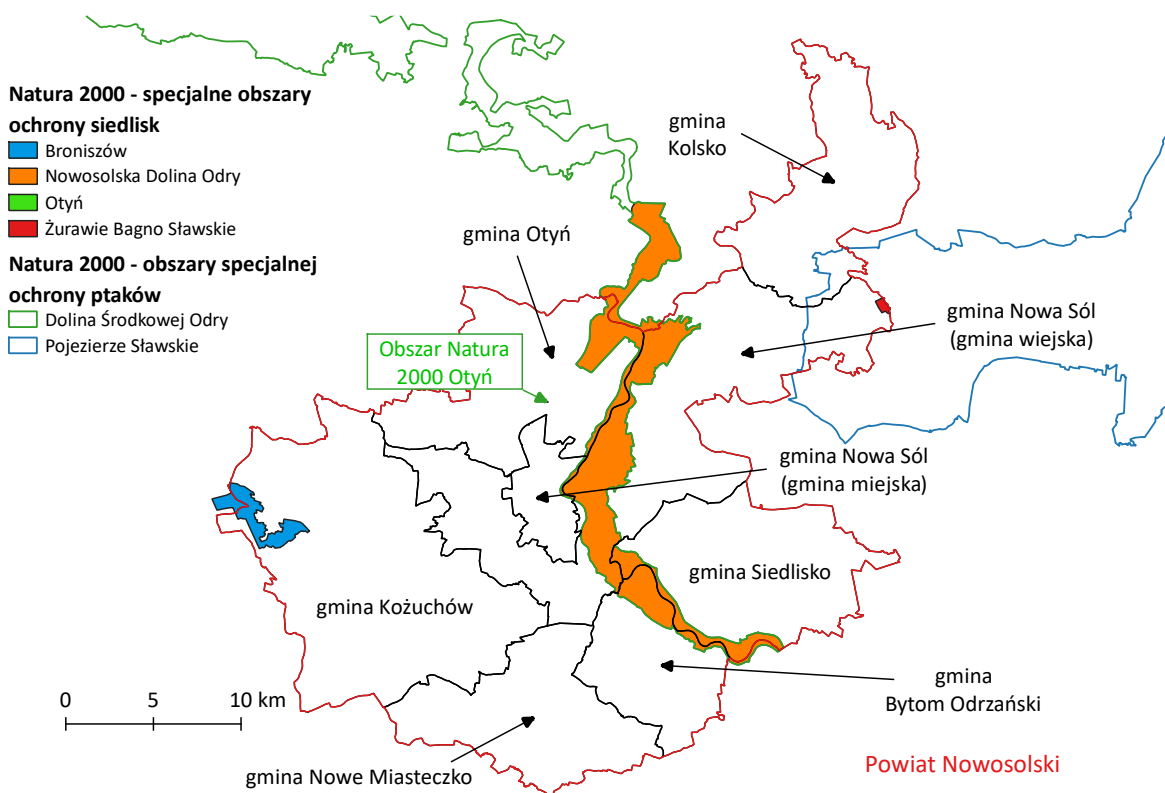 Natura 2000 - specjalne obszary
ochrony siedlisk
Broniszów
Nowosolska Dolina Odry
Otyń
Żurawie Bagno Sławskie
Natura 2000 - obszary specjalnej
ochrony ptaków
Dolina Środkowej Odry
Pojezierze Sławskie
gmina
Kolsko
gmina Otyń
gmina Nowa Sól
(gmina wiejska)
Obszar Natura
2000 Otyń
gmina Nowa Sól
(gmina miejska)
gmina Siedlisko
gmina Kożuchów
gmina
Bytom Odrzański
0 5 10 km
gmina Nowe Miasteczko
Powiat Nowosolski